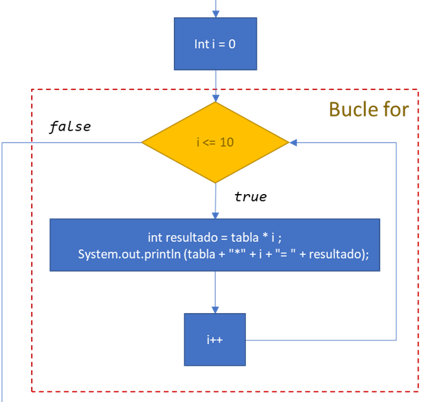 Int i = 0
Bucle for
false
i <= 10
true
int resultado = tabla * i ;
System.out.println (tabla + "*" + i + "= " + resultado);
i++